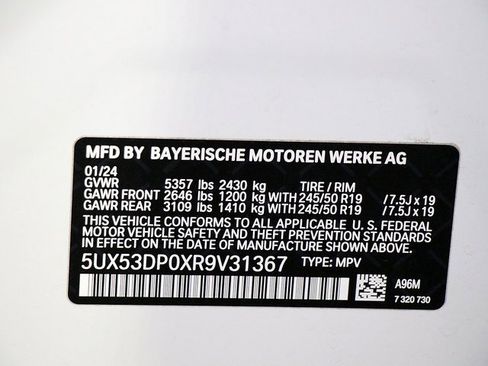 MFD BY BAYERISCHE MOTOREN WERKE AG
01/24
GVWR 5357 lbs 2430 kg TIRE / RIM
GAWR FRONT 2646 lbs 1200 kg WITH 245/50 R19 / 7.5J x 19
GAWR REAR 3109 lbs 1410 kg WITH 245/50 R19 / 7.5J x 19
THIS VEHICLE CONFORMS TO ALL APPLICABLE U. S. FEDERAL
MOTOR VEHICLE SAFETY AND THEFT PREVENTION STANDARDS
IN EFFECT ON THE DATE OF MANUFACTURE SHOWN ABOVE.
5UX53DP0XR9V31367 TYPE: MPV
A96M
7 320 730